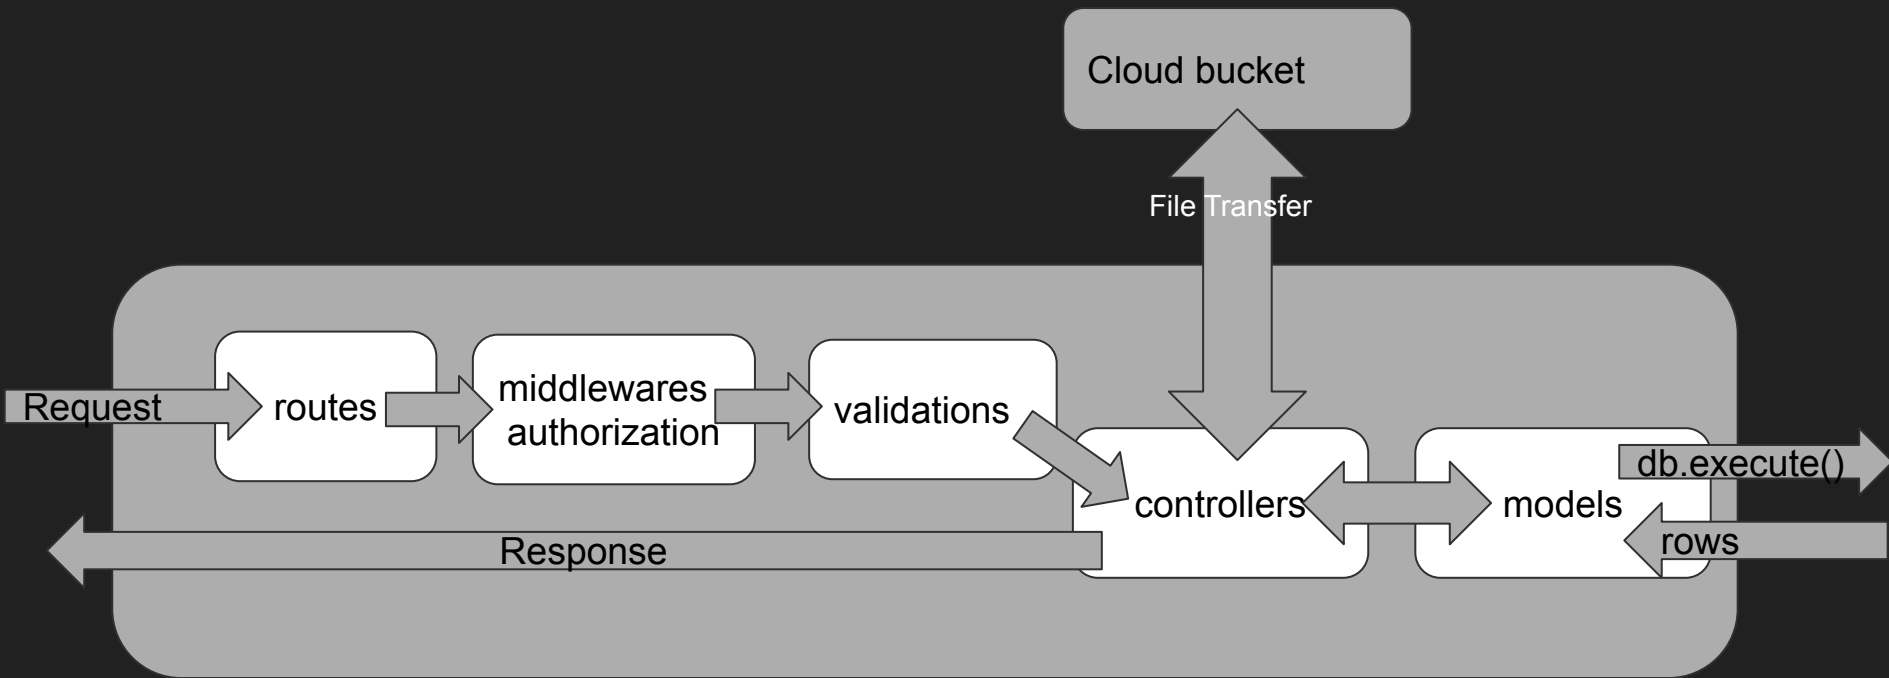 Cloud bucket
File Transfer
Request
routes
middlewares
authorization
validations
controllers
models
db.execute()
rows
Response